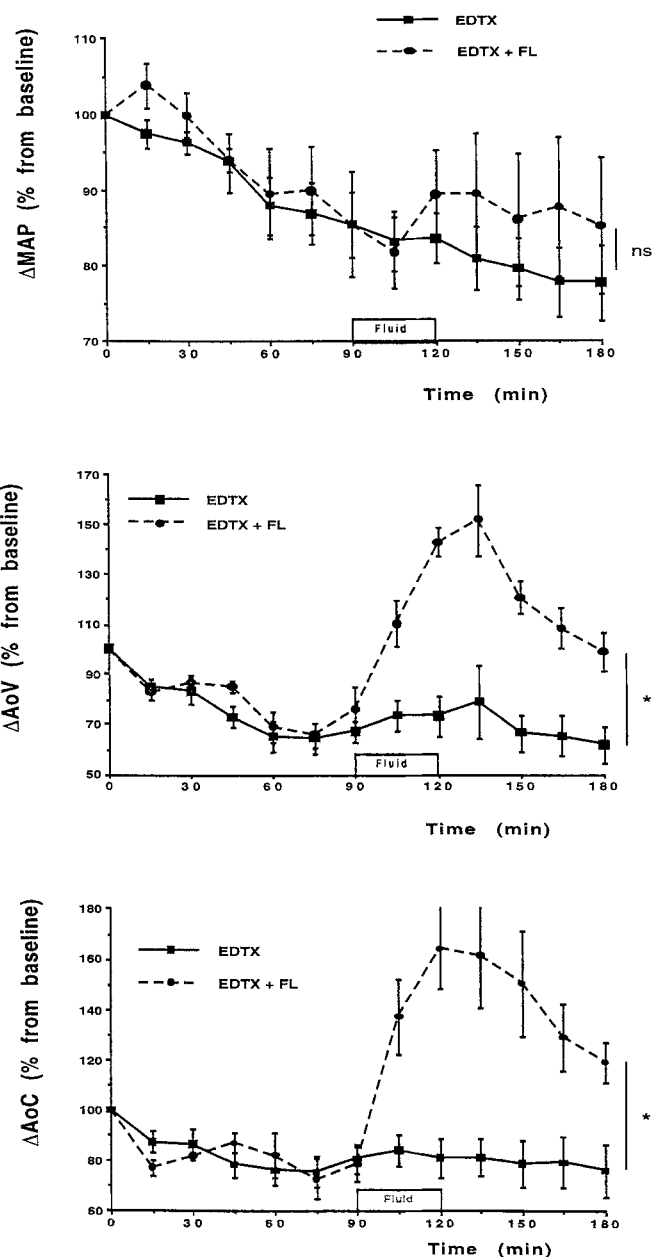 EDTX
EDTX + FL
ΔMAP (% from baseline)
110
100
90
80
70
ns
Fluid
0 30 60 90 120 150 180
Time (min)
ΔAoV (% from baseline)
170
150
130
110
90
70
50
EDTX
EDTX + FL
*
Fluid
0 30 60 90 120 150 180
Time (min)
ΔAoC (% from baseline)
180
160
140
120
100
80
60
EDTX
EDTX + FL
*
Fluid
0 30 60 90 120 150 180
Time (min)